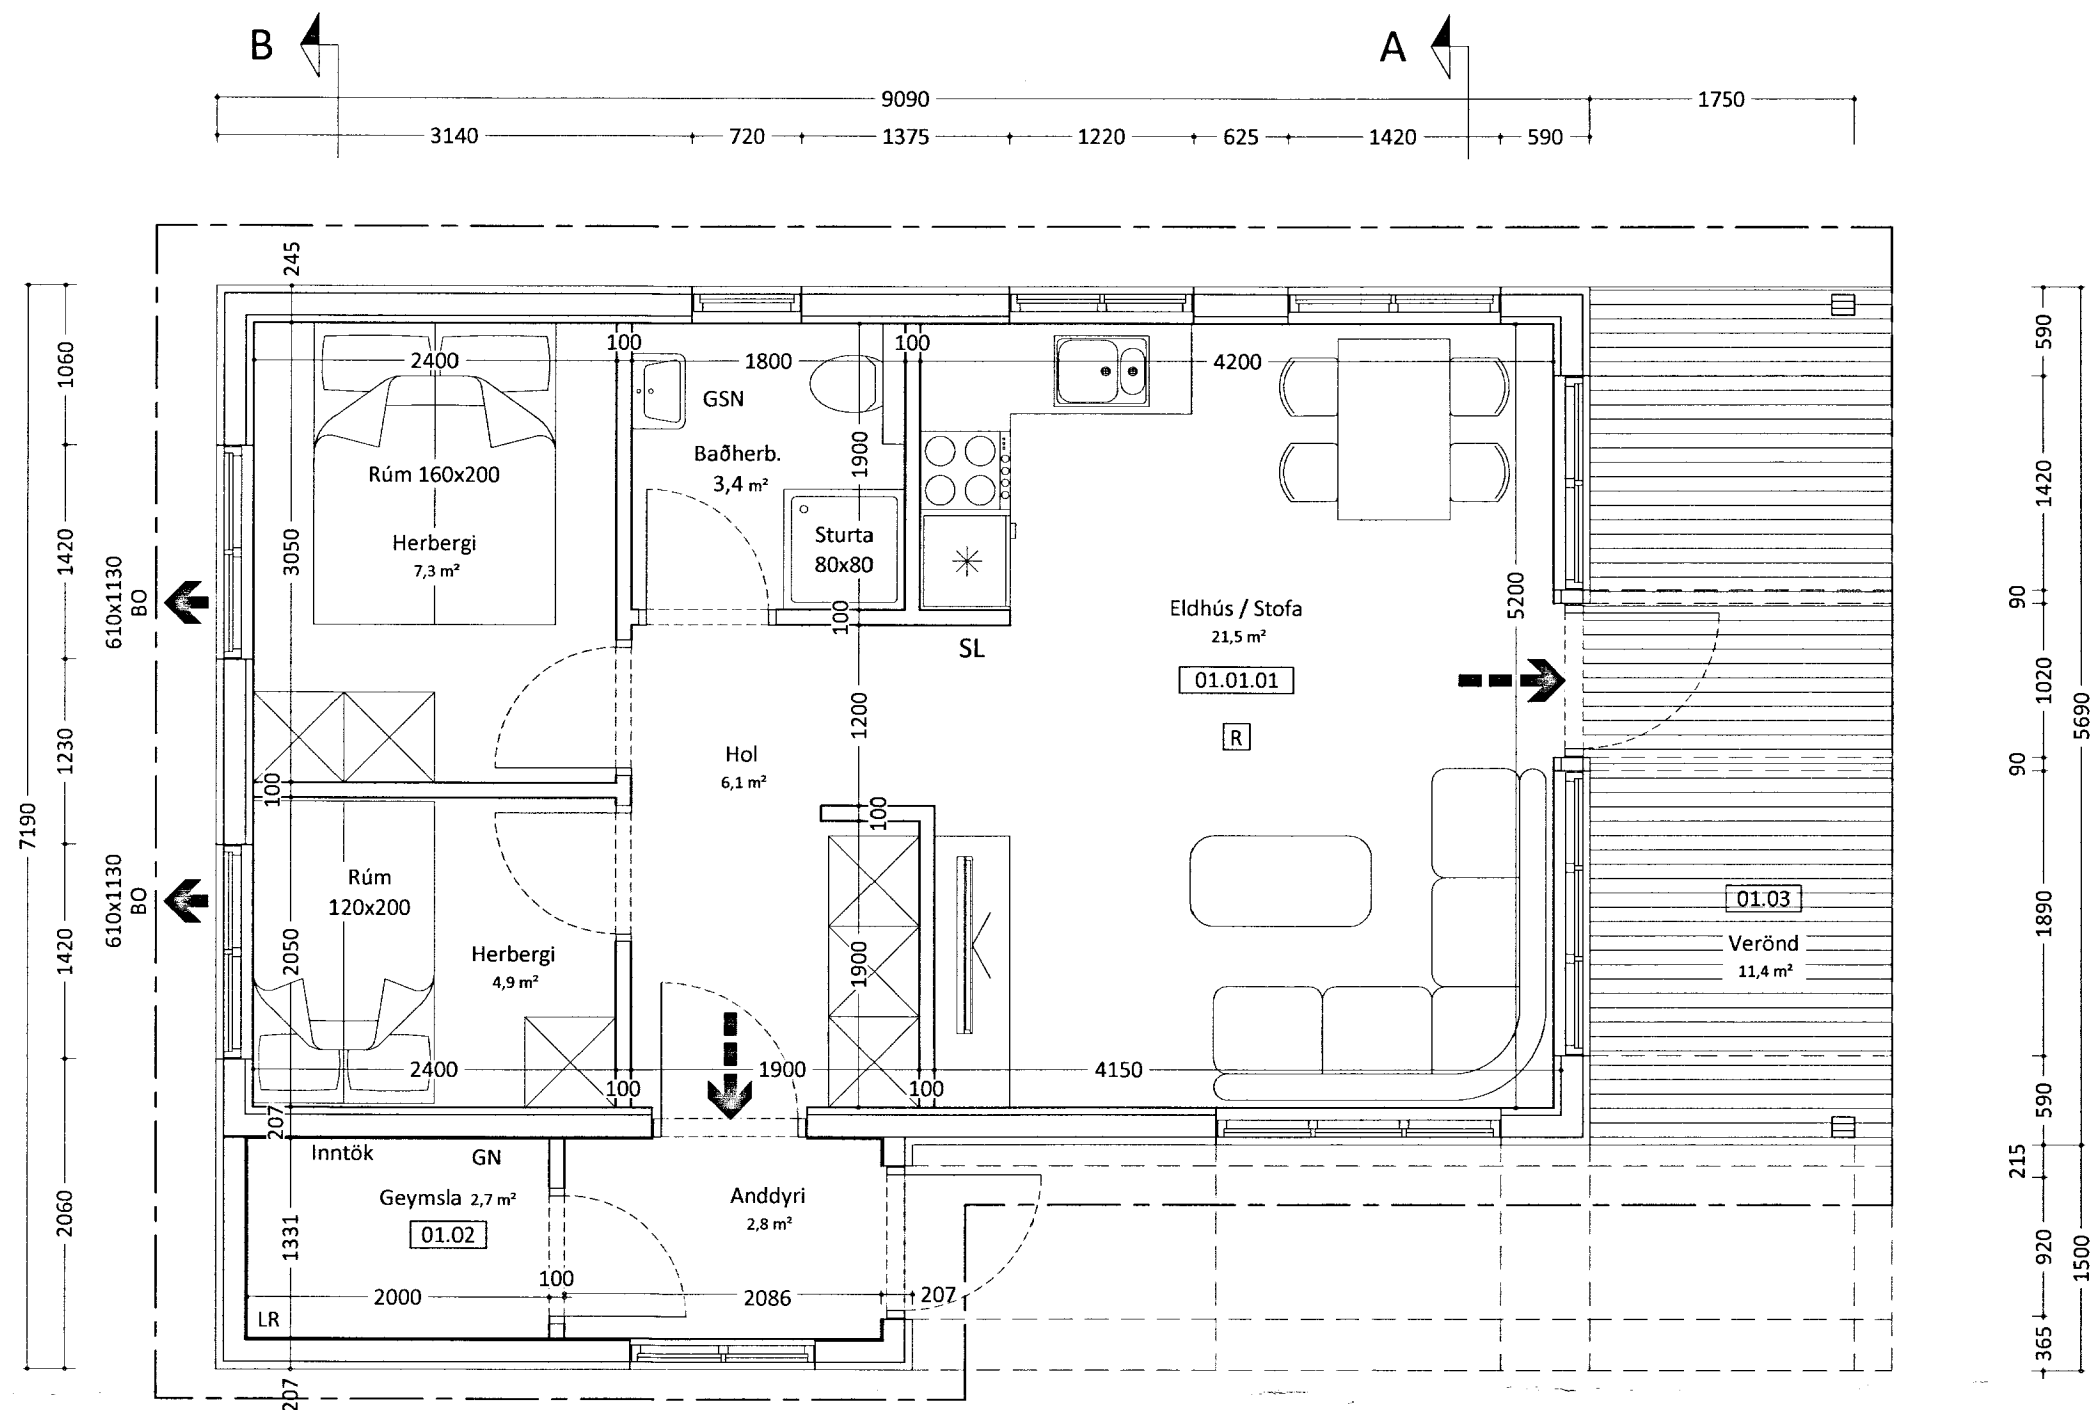 B
A
9090
1750
3140
720
1375
1220
625
1420
590
245
100
100
2400
1800
4200
590
1060
GSN
Baðherb.
3,4 m²
1900
Rúm 160x200
1420
Herbergi
7,3 m²
3050
1420
Sturta
80x80
610x1130
BO
Eldhús / Stofa
21,5 m²
5200
90
100
SL
01.01.01
1020
5690
1200
R
Hol
6,1 m²
1230
100
90
7190
100
Rúm
120x200
610x1130
BO
01.03
Verönd
11,4 m²
1890
1420
2050
Herbergi
4,9 m²
1900
2400
1900
4150
100
100
590
207
Inntök
GN
215
Geymsla 2,7 m²
01.02
Anddyri
2,8 m²
2060
1331
920
1500
100
2000
2086
207
LR
365
207